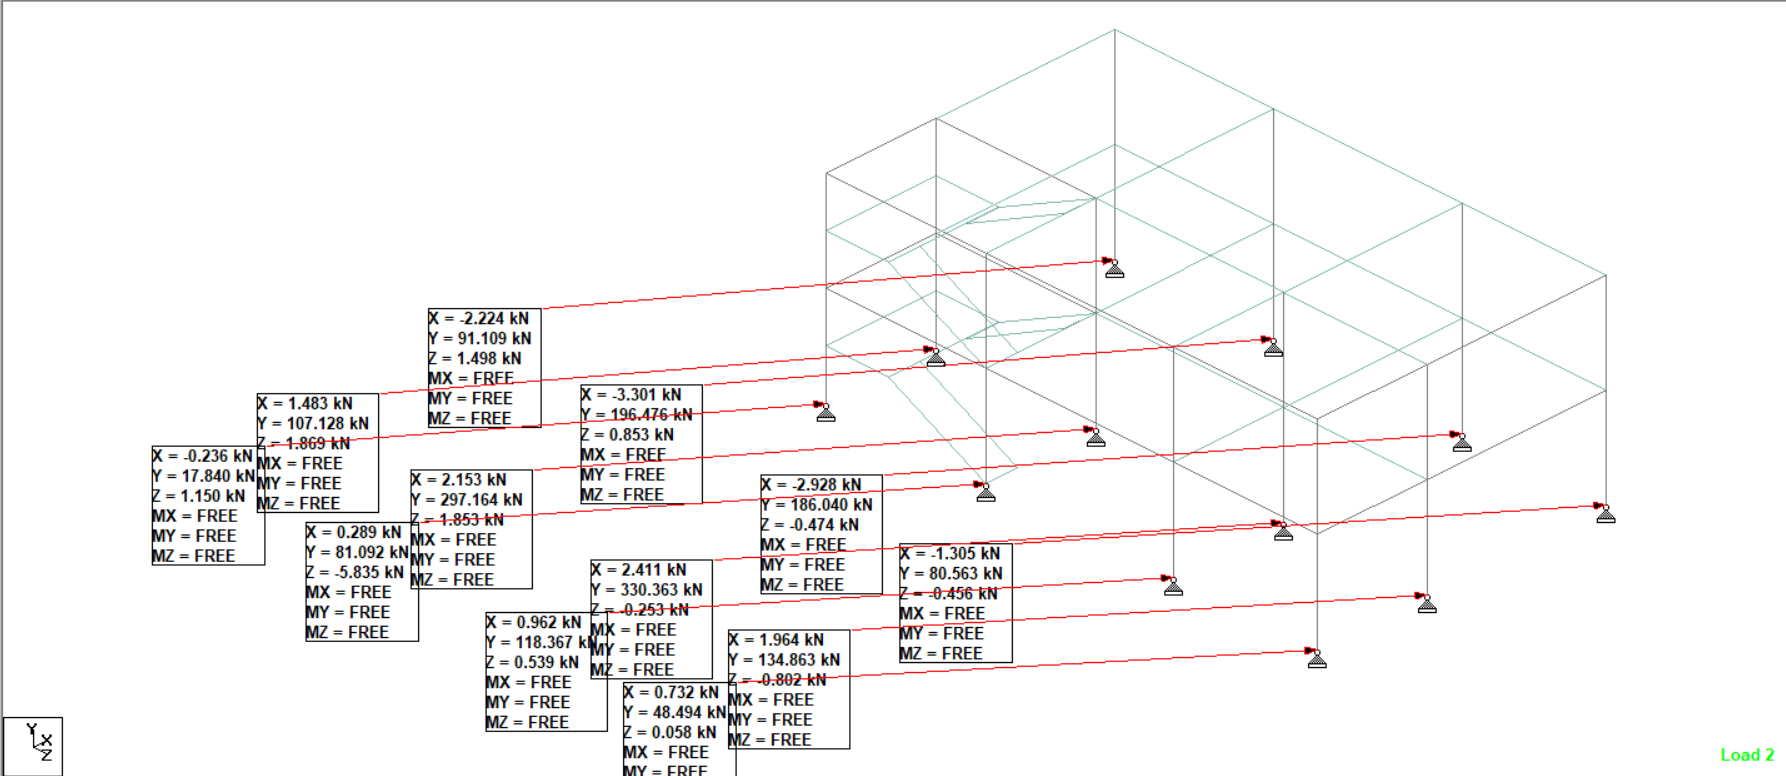 X = -2.224 kN
Y = 91.109 kN
Z = 1.498 kN
MX = FREE
MY = FREE
MZ = FREE
X = -3.301 kN
Y = 196.476 kN
Z = 0.853 kN
MX = FREE
MY = FREE
MZ = FREE
X = 1.483 kN
Y = 107.128 kN
Z = 1.869 kN
MX = FREE
MY = FREE
MZ = FREE
X = -0.236 kN
Y = 17.840 kN
Z = 1.150 kN
MX = FREE
MY = FREE
MZ = FREE
X = 2.153 kN
Y = 297.164 kN
Z = 1.853 kN
MX = FREE
MY = FREE
MZ = FREE
X = -2.928 kN
Y = 186.040 kN
Z = -0.474 kN
MX = FREE
MY = FREE
MZ = FREE
X = 0.289 kN
Y = 81.092 kN
Z = -5.835 kN
MX = FREE
MY = FREE
MZ = FREE
X = -1.305 kN
Y = 80.563 kN
Z = -0.456 kN
MX = FREE
MY = FREE
MZ = FREE
X = 2.411 kN
Y = 330.363 kN
Z = -0.253 kN
MX = FREE
MY = FREE
MZ = FREE
X = 0.962 kN
Y = 118.367 kN
Z = 0.539 kN
MX = FREE
MY = FREE
MZ = FREE
X = 1.964 kN
Y = 134.863 kN
Z = -0.802 kN
MX = FREE
MY = FREE
MZ = FREE
X = 0.732 kN
Y = 48.494 kN
Z = 0.058 kN
MX = FREE
MY = FREE
Y
X
Z
Load 2